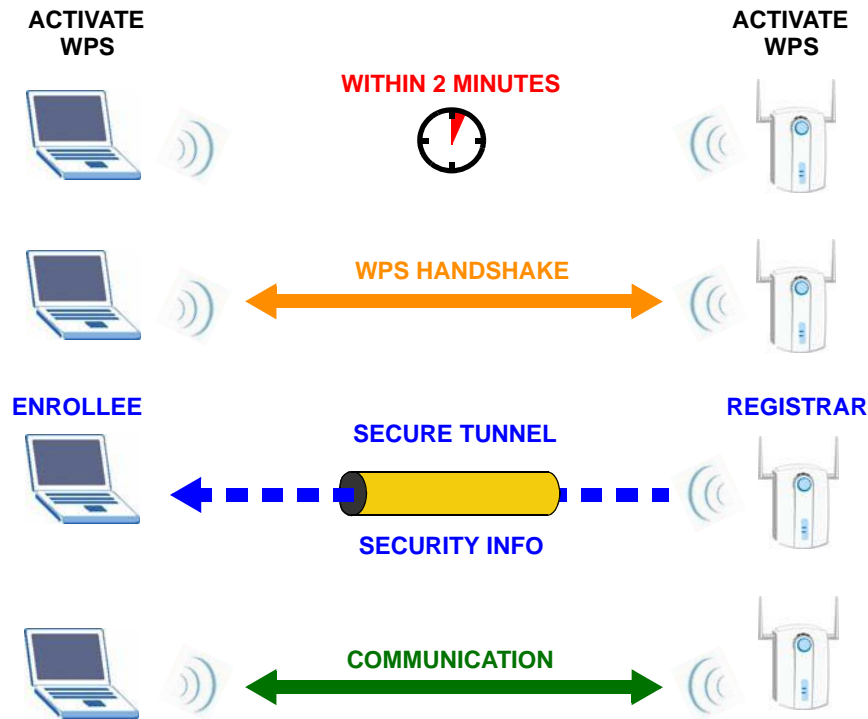 ACTIVATE
WPS
ACTIVATE
WPS
WITHIN 2 MINUTES
WPS HANDSHAKE
ENROLLEE
REGISTRAR
SECURE TUNNEL
SECURITY INFO
COMMUNICATION